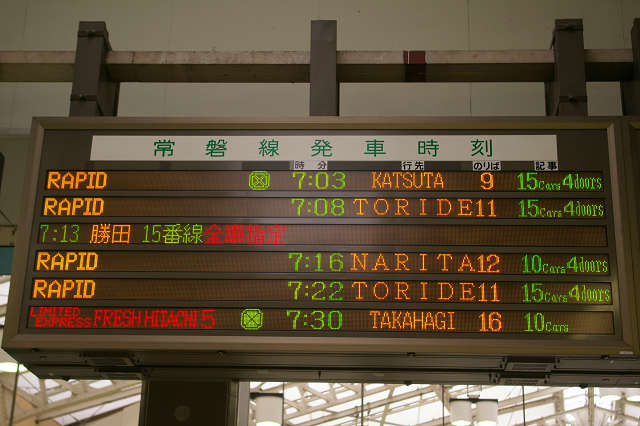 常磐線発車時刻
時分 行先 のりば 記事
RAPID 7:03 KATSUTA 9 15Cars 4doors
RAPID 7:08 TORIDE 11 15Cars 4doors
7:13 勝田 15番線全車指定
RAPID 7:16 NARITA 12 10Cars 4doors
RAPID 7:22 TORIDE 11 15Cars 4doors
LIMITED EXPRESS FRESH HITACHI 5 7:30 TAKAHAGI 16 10Cars